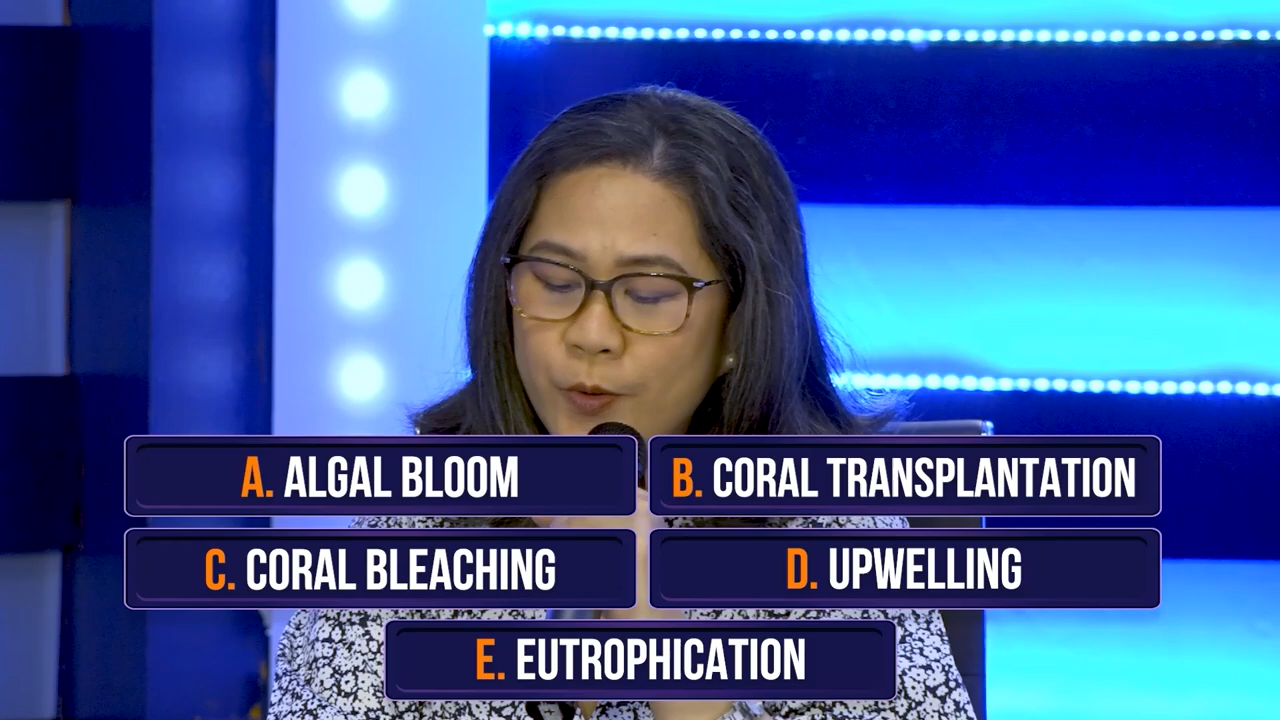 A. ALGAL BLOOM
B. CORAL TRANSPLANTATION
C. CORAL BLEACHING
D. UPWELLING
E. EUTROPHICATION